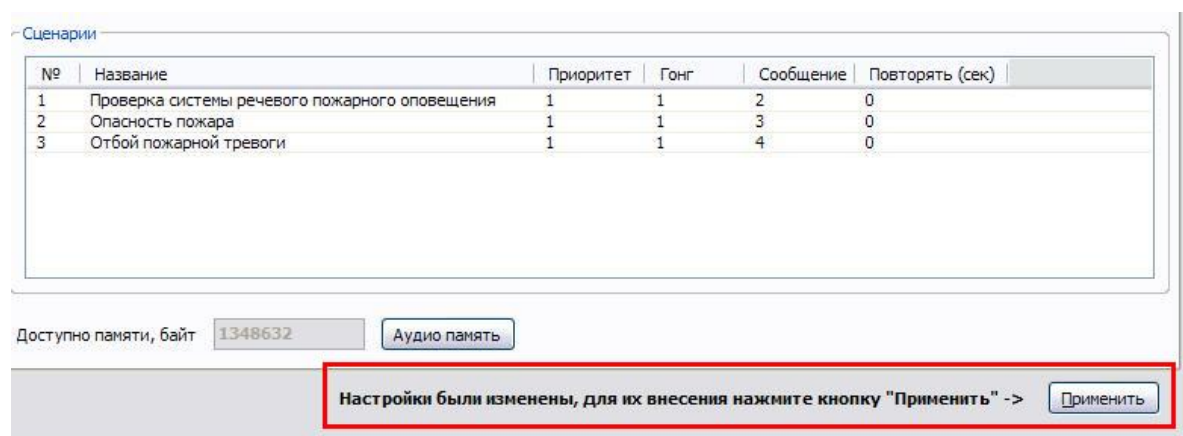 Сценарии
№ Название Приоритет Гонг Сообщение Повторять (сек)
1 Проверка системы речевого пожарного оповещения 1 1 2 0
2 Опасность пожара 1 1 3 0
3 Отбой пожарной тревоги 1 1 4 0
Доступно памяти, байт 1348632 Аудио память
Настройки были изменены, для их внесения нажмите кнопку "Применить" -> Применить